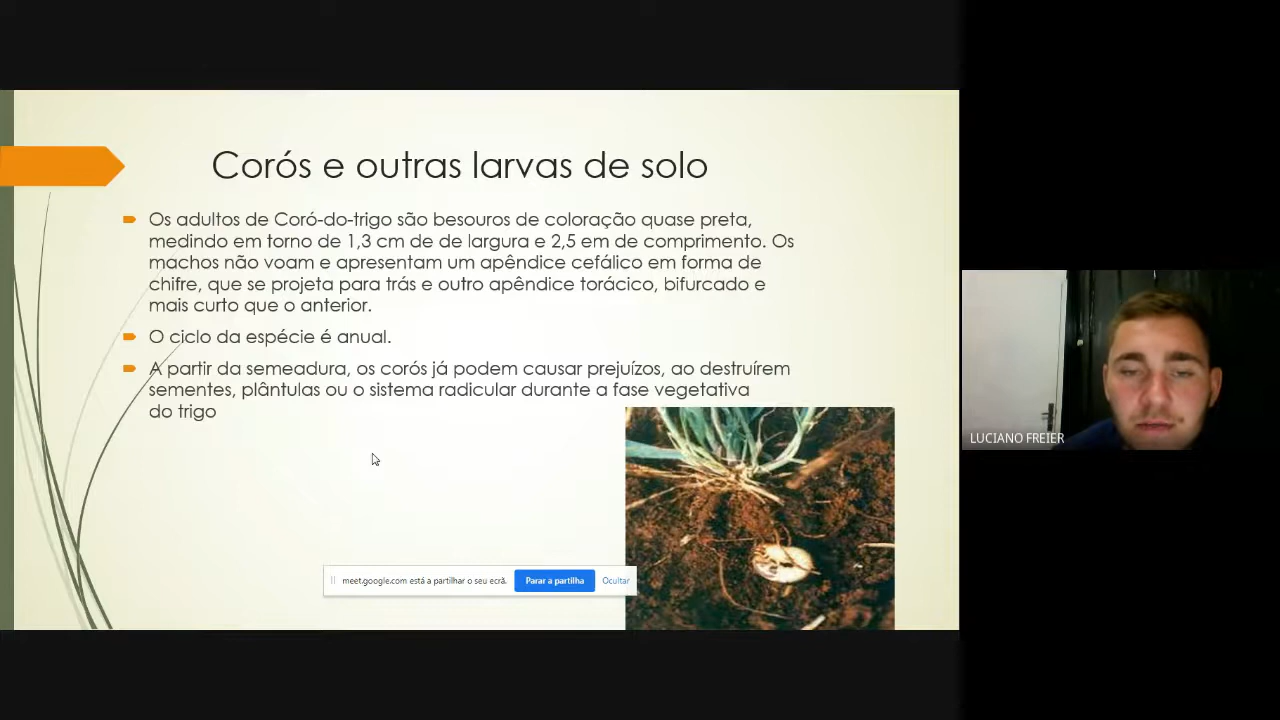 Corós e outras larvas de solo
Os adultos de Coró-do-trigo são besouros de coloração quase preta,
medindo em torno de 1,3 cm de de largura e 2,5 em de comprimento. Os
machos não voam e apresentam um apêndice cefálico em forma de
chifre, que se projeta para trás e outro apêndice torácico, bifurcado e
mais curto que o anterior.
O ciclo da espécie é anual.
A partir da semeadura, os corós já podem causar prejuízos, ao destruírem
sementes, plântulas ou o sistema radicular durante a fase vegetativa
do trigo
LUCIANO FREIER
meet.google.com está a partilhar o seu ecrã. Parar a partilha Ocultar